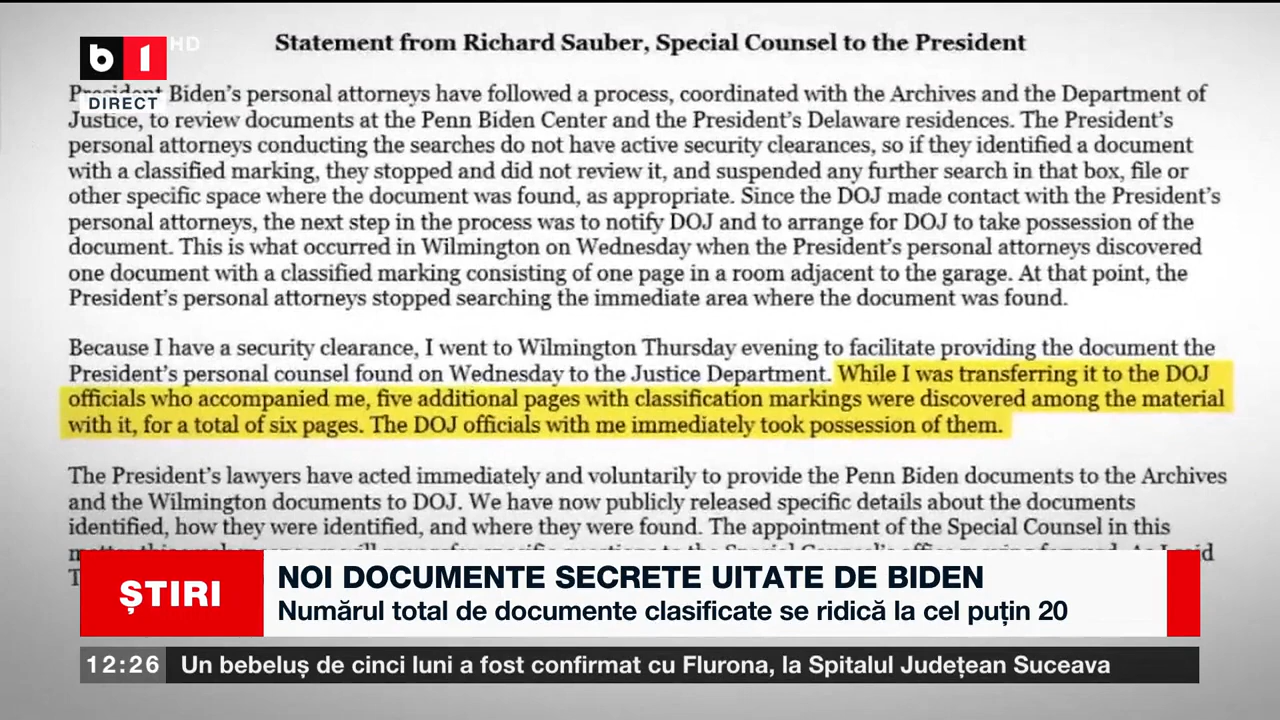 b1 HD
DIRECT
Statement from Richard Sauber, Special Counsel to the President
President Biden's personal attorneys have followed a process, coordinated with the Archives and the Department of
Justice, to review documents at the Penn Biden Center and the President's Delaware residences. The President's
personal attorneys conducting the searches do not have active security clearances, so if they identified a document
with a classified marking, they stopped and did not review it, and suspended any further search in that box, file or
other specific space where the document was found, as appropriate. Since the DOJ made contact with the President's
personal attorneys, the next step in the process was to notify DOJ and to arrange for DOJ to take possession of the
document. This is what occurred in Wilmington on Wednesday when the President's personal attorneys discovered
one document with a classified marking consisting of one page in a room adjacent to the garage. At that point, the
President's personal attorneys stopped searching the immediate area where the document was found.
Because I have a security clearance, I went to Wilmington Thursday evening to facilitate providing the document the
President's personal counsel found on Wednesday to the Justice Department. While I was transferring it to the DOJ
officials who accompanied me, five additional pages with classification markings were discovered among the material
with it, for a total of six pages. The DOJ officials with me immediately took possession of them.
The President's lawyers have acted immediately and voluntarily to provide the Penn Biden documents to the Archives
and the Wilmington documents to DOJ. We have now publicly released specific details about the documents
identified, how they were identified, and where they were found. The appointment of the Special Counsel in this
ȘTIRI
NOI DOCUMENTE SECRETE UITATE DE BIDEN
Numărul total de documente clasificate se ridică la cel puțin 20
12:26 Un bebeluș de cinci luni a fost confirmat cu Flurona, la Spitalul Județean Suceava